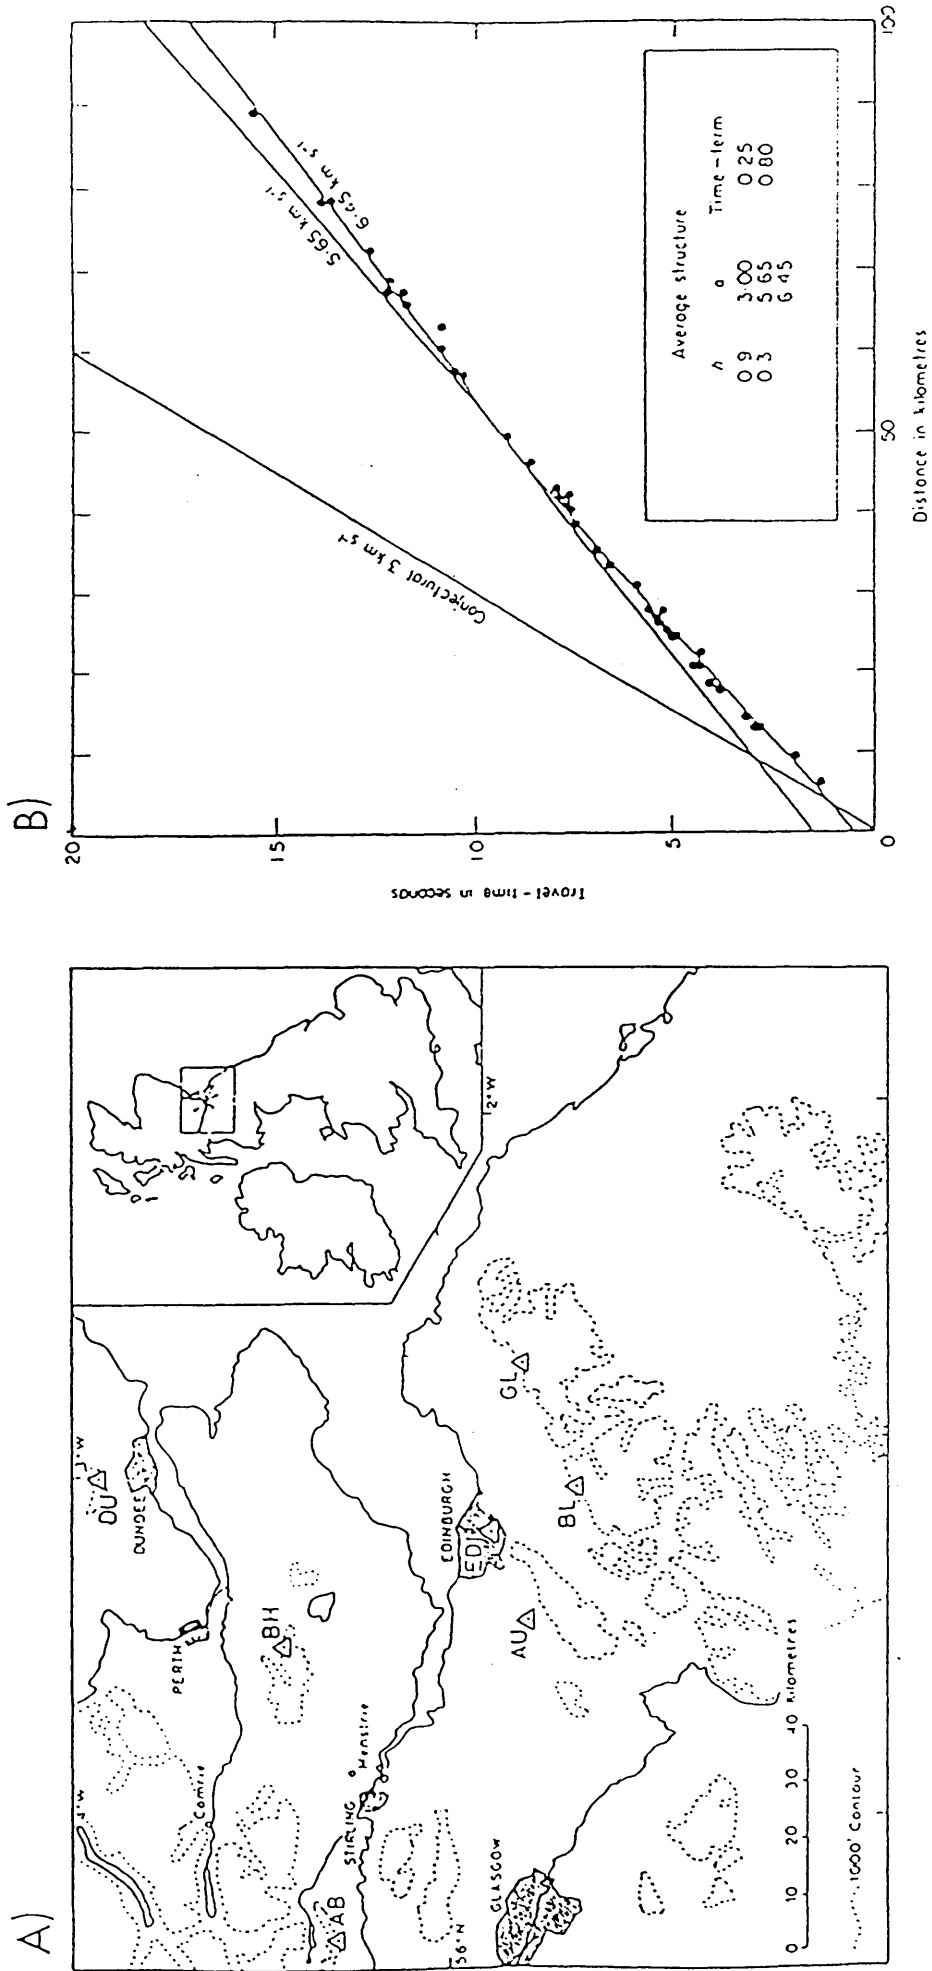 A)
4°W
3°W
DU
DUNDEE
PERTH
Comrie
BH
Menstrie
STIRLING
AB
56°N
EDINBURGH
EDI
GL
AU
BL
GLASGOW
2°W
0 10 20 30 40 kilometres
1000' Contour
B)
20
15
10
5
0
50
100
Travel-time in seconds
Distance in kilometres
Conjectural 3 km s⁻¹
5·65 km s⁻¹
6·45 km s⁻¹
Average structure
h a Time-term
0 9 3·00 0 25
0 3 5 65 0 80
6 45